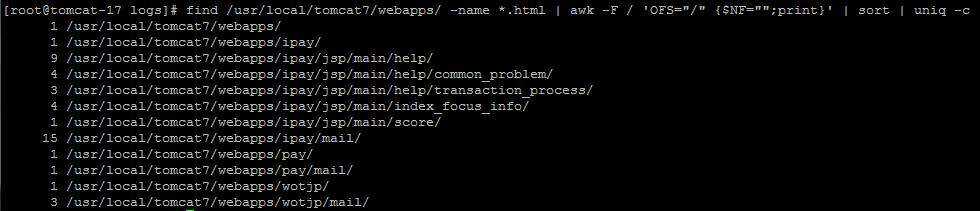 [root@tomcat-17 logs]# find /usr/local/tomcat7/webapps/ -name *.html | awk -F / 'OFS="/" {$NF="";print}' | sort | uniq -c
1 /usr/local/tomcat7/webapps/
1 /usr/local/tomcat7/webapps/ipay/
9 /usr/local/tomcat7/webapps/ipay/jsp/main/help/
4 /usr/local/tomcat7/webapps/ipay/jsp/main/help/common_problem/
3 /usr/local/tomcat7/webapps/ipay/jsp/main/help/transaction_process/
4 /usr/local/tomcat7/webapps/ipay/jsp/main/index_focus_info/
1 /usr/local/tomcat7/webapps/ipay/jsp/main/score/
15 /usr/local/tomcat7/webapps/ipay/mail/
1 /usr/local/tomcat7/webapps/pay/
1 /usr/local/tomcat7/webapps/pay/mail/
1 /usr/local/tomcat7/webapps/wotjp/
3 /usr/local/tomcat7/webapps/wotjp/mail/